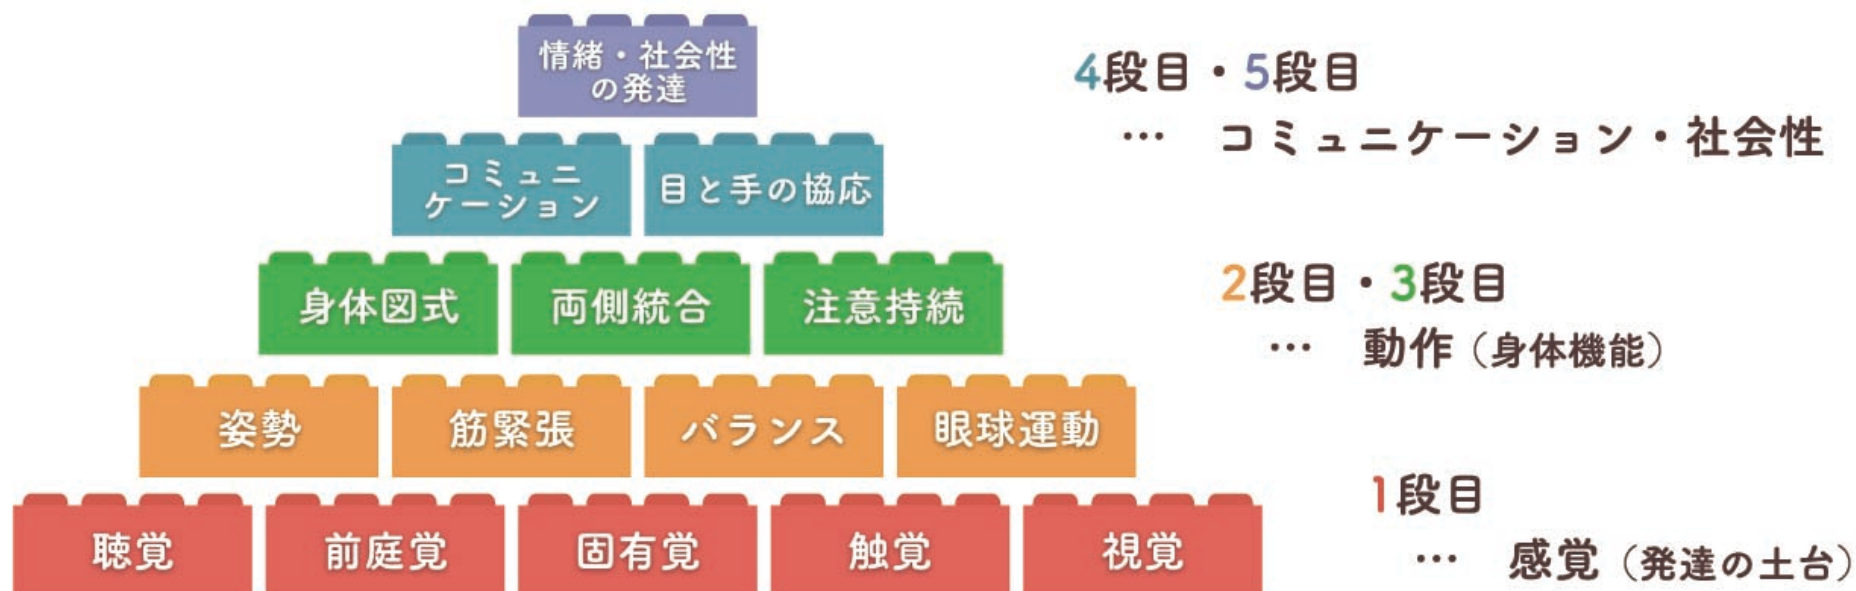 情緒・社会性
の発達
コミュニ
ケーション
目と手の協応
身体図式
両側統合
注意持続
姿勢
筋緊張
バランス
眼球運動
聴覚
前庭覚
固有覚
触覚
視覚
4段目・5段目
… コミュニケーション・社会性
2段目・3段目
… 動作（身体機能）
1段目
… 感覚（発達の土台）